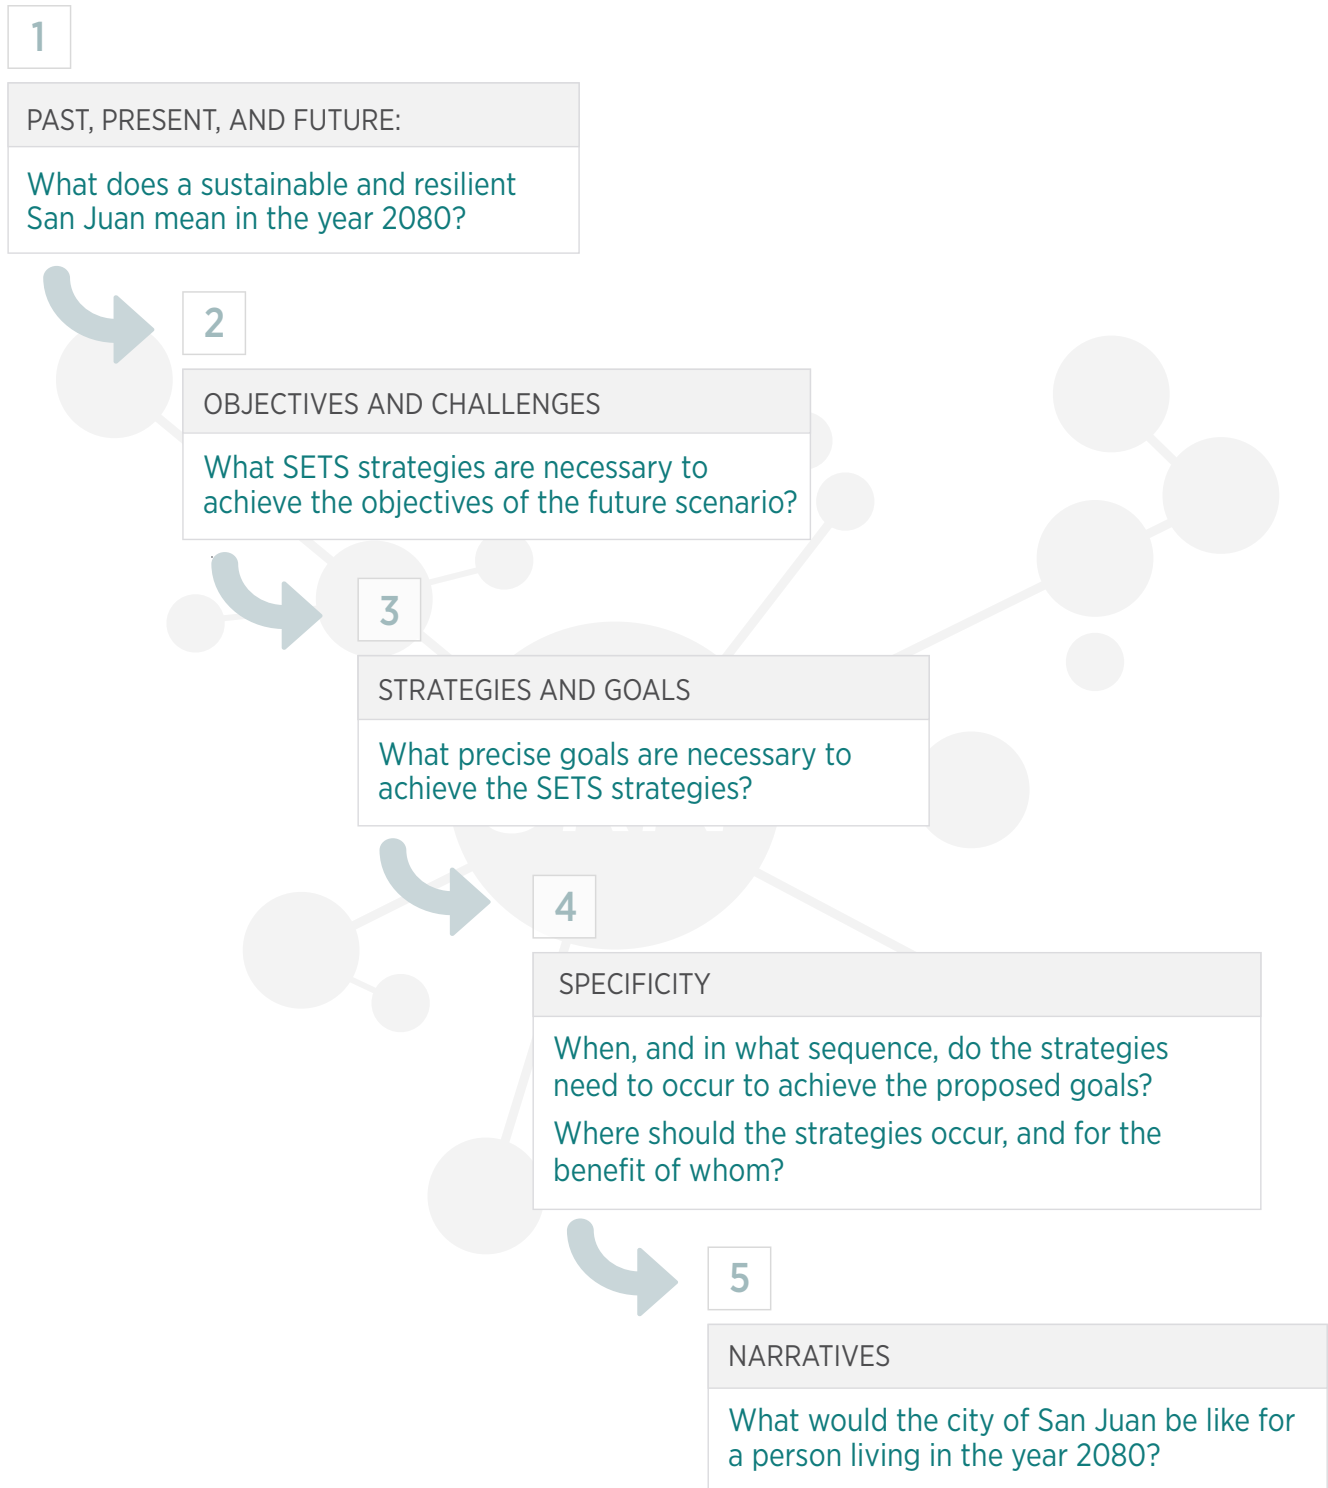 1
PAST, PRESENT, AND FUTURE:
What does a sustainable and resilient
San Juan mean in the year 2080?
2
OBJECTIVES AND CHALLENGES
What SETS strategies are necessary to
achieve the objectives of the future scenario?
3
STRATEGIES AND GOALS
What precise goals are necessary to
achieve the SETS strategies?
4
SPECIFICITY
When, and in what sequence, do the strategies
need to occur to achieve the proposed goals?
Where should the strategies occur, and for the
benefit of whom?
5
NARRATIVES
What would the city of San Juan be like for
a person living in the year 2080?